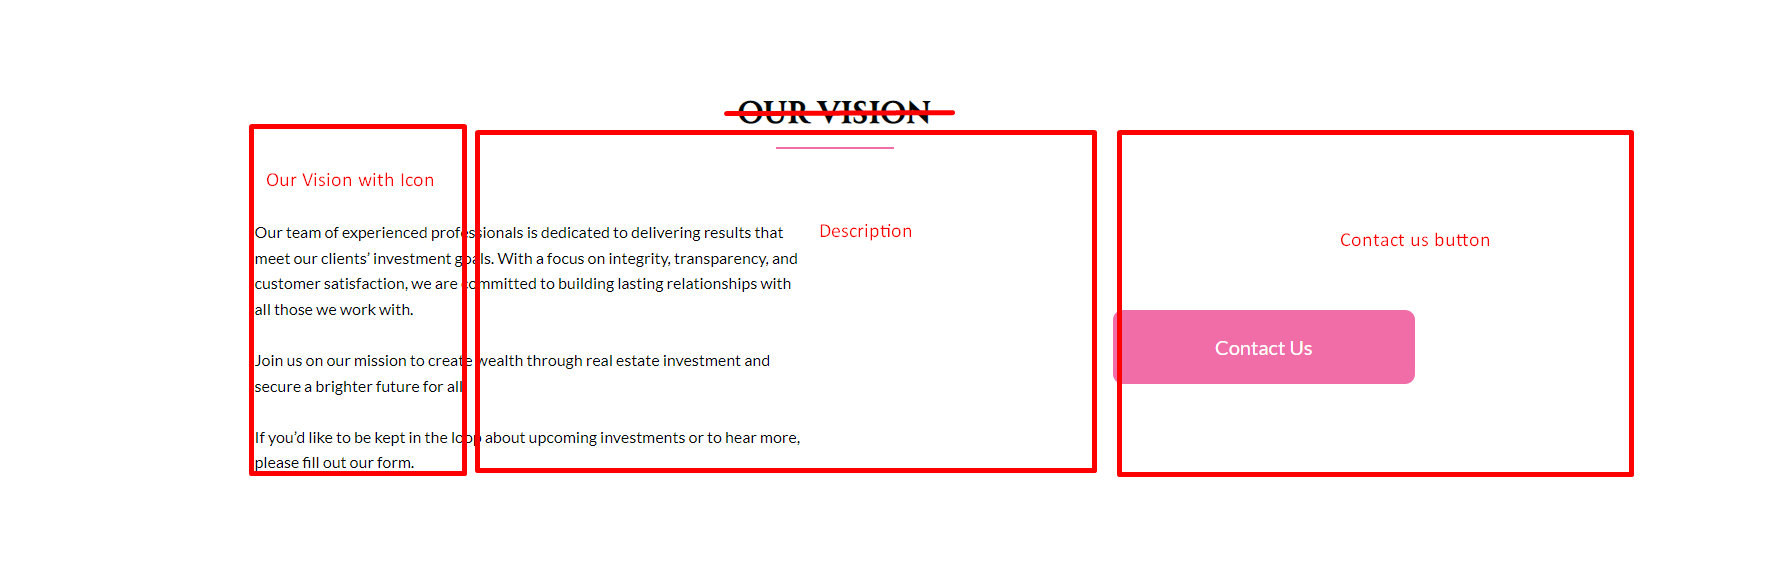 OUR VISION
Our Vision with Icon
Our team of experienced professionals is dedicated to delivering results that
meet our clients’ investment goals. With a focus on integrity, transparency, and
customer satisfaction, we are committed to building lasting relationships with
all those we work with.
Join us on our mission to create wealth through real estate investment and
secure a brighter future for all
If you’d like to be kept in the loop about upcoming investments or to hear more,
please fill out our form.
Description
Contact us button
Contact Us